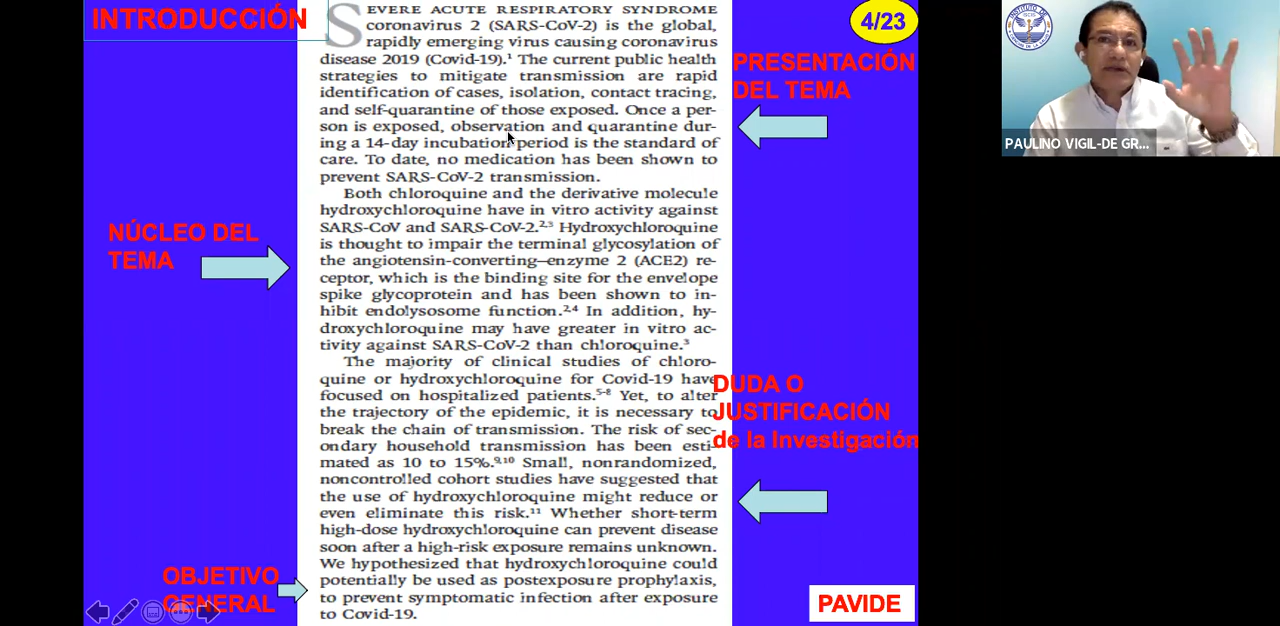 INTRODUCCIÓN
SEVERE ACUTE RESPIRATORY SYNDROME
coronavirus 2 (SARS-CoV-2) is the global,
rapidly emerging virus causing coronavirus
disease 2019 (Covid-19).¹ The current public health
strategies to mitigate transmission are rapid
identification of cases, isolation, contact tracing,
and self-quarantine of those exposed. Once a per-
son is exposed, observation and quarantine dur-
ing a 14-day incubation period is the standard of
care. To date, no medication has been shown to
prevent SARS-CoV-2 transmission.
Both chloroquine and the derivative molecule
hydroxychloroquine have in vitro activity against
SARS-CoV and SARS-CoV-2.²,³ Hydroxychloroquine
is thought to impair the terminal glycosylation of
the angiotensin-converting–enzyme 2 (ACE2) re-
ceptor, which is the binding site for the envelope
spike glycoprotein and has been shown to in-
hibit endolysosome function.²,⁴ In addition, hy-
droxychloroquine may have greater in vitro ac-
tivity against SARS-CoV-2 than chloroquine.³
The majority of clinical studies of chloro-
quine or hydroxychloroquine for Covid-19 have
focused on hospitalized patients.⁵-⁸ Yet, to alter
the trajectory of the epidemic, it is necessary to
break the chain of transmission. The risk of sec-
ondary household transmission has been esti-
mated as 10 to 15%.⁹,¹⁰ Small, nonrandomized,
noncontrolled cohort studies have suggested that
the use of hydroxychloroquine might reduce or
even eliminate this risk.¹¹ Whether short-term
high-dose hydroxychloroquine can prevent disease
soon after a high-risk exposure remains unknown.
We hypothesized that hydroxychloroquine could
potentially be used as postexposure prophylaxis,
to prevent symptomatic infection after exposure
to Covid-19.
4/23
PRESENTACIÓN
DEL TEMA
NÚCLEO DEL
TEMA
DUDA O
JUSTIFICACIÓN
de la Investigación
OBJETIVO
GENERAL
PAVIDE
PAULINO VIGIL-DE GR...